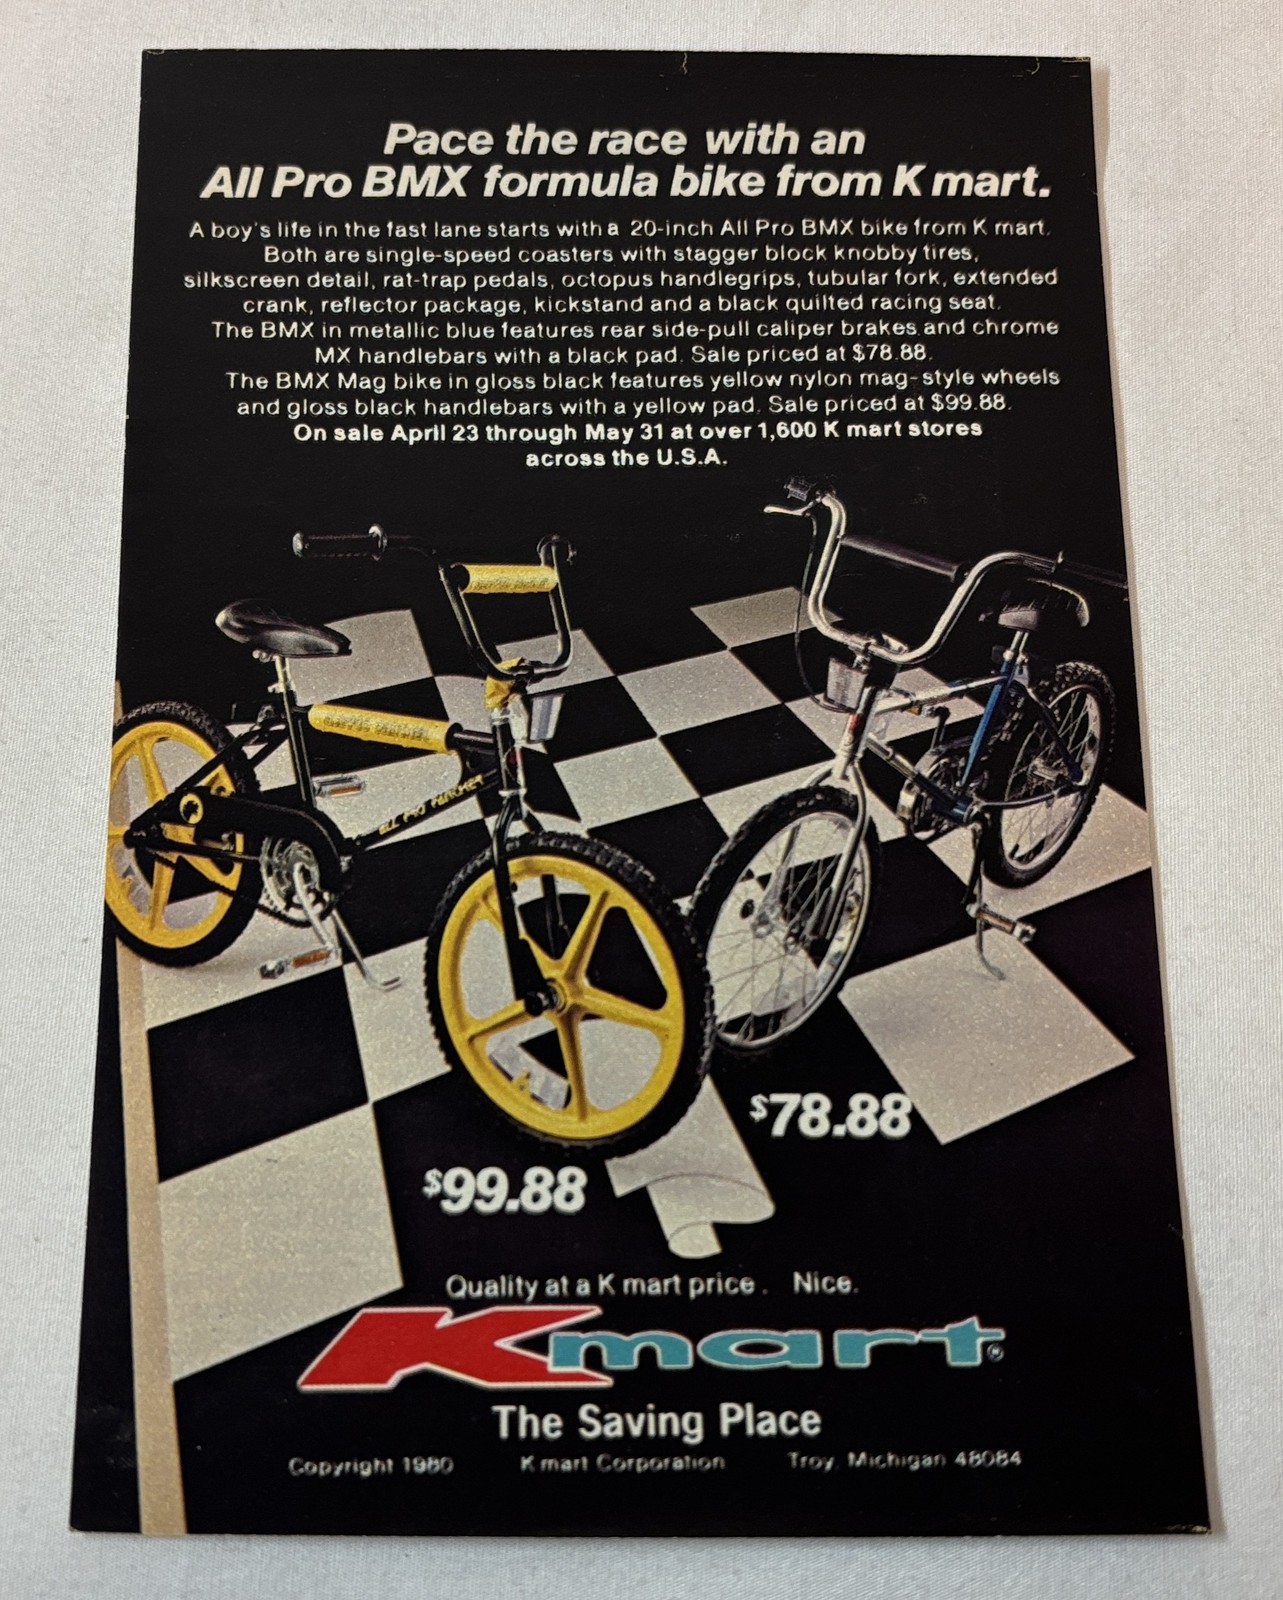 Pace the race with an
All Pro BMX formula bike from K mart.
A boy's life in the fast lane starts with a 20-inch All Pro BMX bike from K mart.
Both are single-speed coasters with stagger block knobby tires,
silkscreen detail, rat-trap pedals, octopus handlegrips, tubular fork, extended
crank, reflector package, kickstand and a black quilted racing seat.
The BMX in metallic blue features rear side-pull caliper brakes and chrome
MX handlebars with a black pad. Sale priced at $78.88.
The BMX Mag bike in gloss black features yellow nylon mag-style wheels
and gloss black handlebars with a yellow pad. Sale priced at $99.88.
On sale April 23 through May 31 at over 1,600 K mart stores
across the U.S.A.
ALL PRO
$78.88
$99.88
Quality at a K mart price. Nice.
Kmart®
The Saving Place
Copyright 1980 K mart Corporation Troy, Michigan 48084